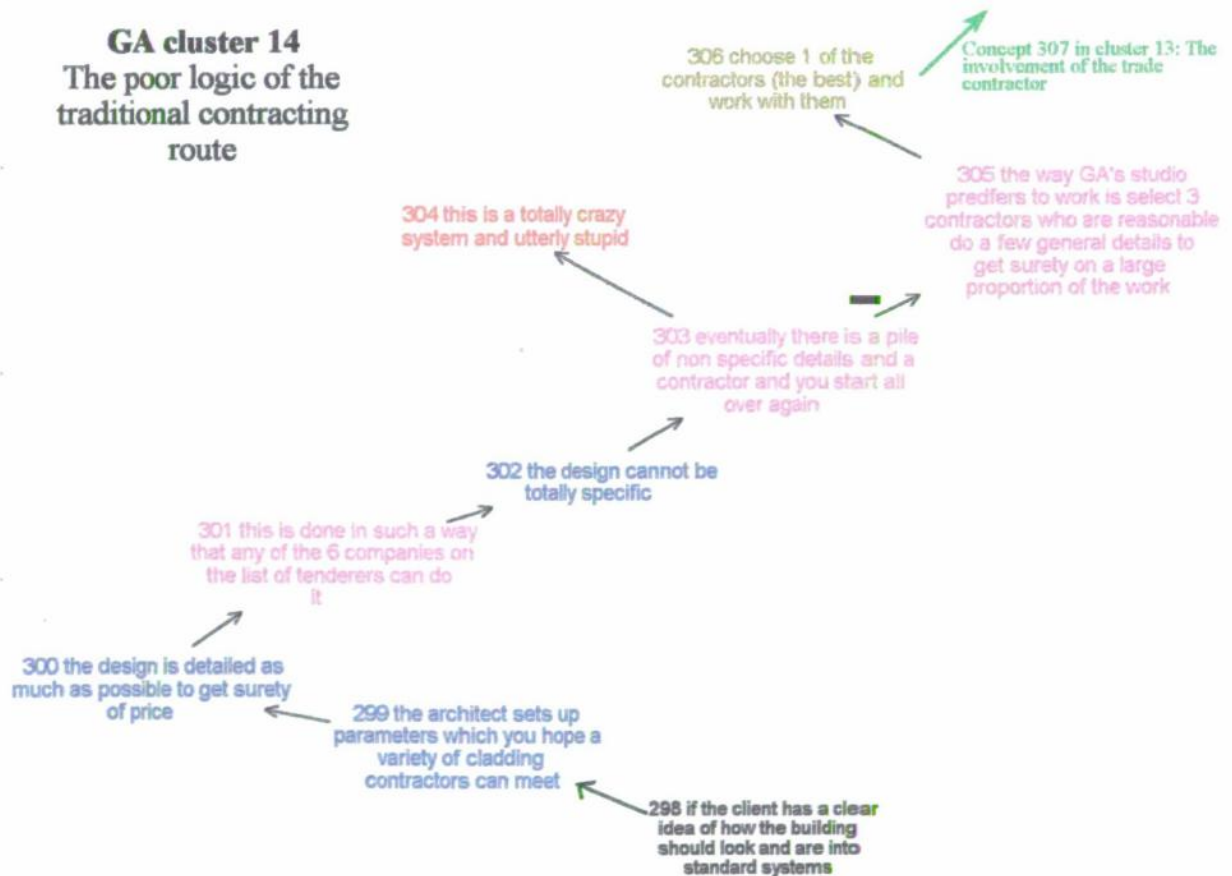 GA cluster 14
The poor logic of the
traditional contracting
route
306 choose 1 of the
contractors (the best) and
work with them
Concept 307 in cluster 13: The
involvement of the trade
contractor
305 the way GA's studio
predfers to work is select 3
contractors who are reasonable
do a few general details to
get surety on a large
proportion of the work
304 this is a totally crazy
system and utterly stupid
303 eventually there is a pile
of non specific details and a
contractor and you start all
over again
302 the design cannot be
totally specific
301 this is done in such a way
that any of the 6 companies on
the list of tenderers can do
it
300 the design is detailed as
much as possible to get surety
of price
299 the architect sets up
parameters which you hope a
variety of cladding
contractors can meet
298 if the client has a clear
idea of how the building
should look and are into
standard systems